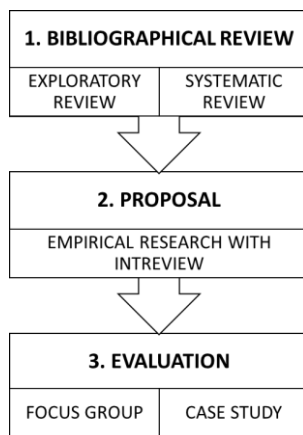 1. BIBLIOGRAPHICAL REVIEW
EXPLORATORY
REVIEW
SYSTEMATIC
REVIEW
2. PROPOSAL
EMPIRICAL RESEARCH WITH
INTREVIEW
3. EVALUATION
FOCUS GROUP
CASE STUDY